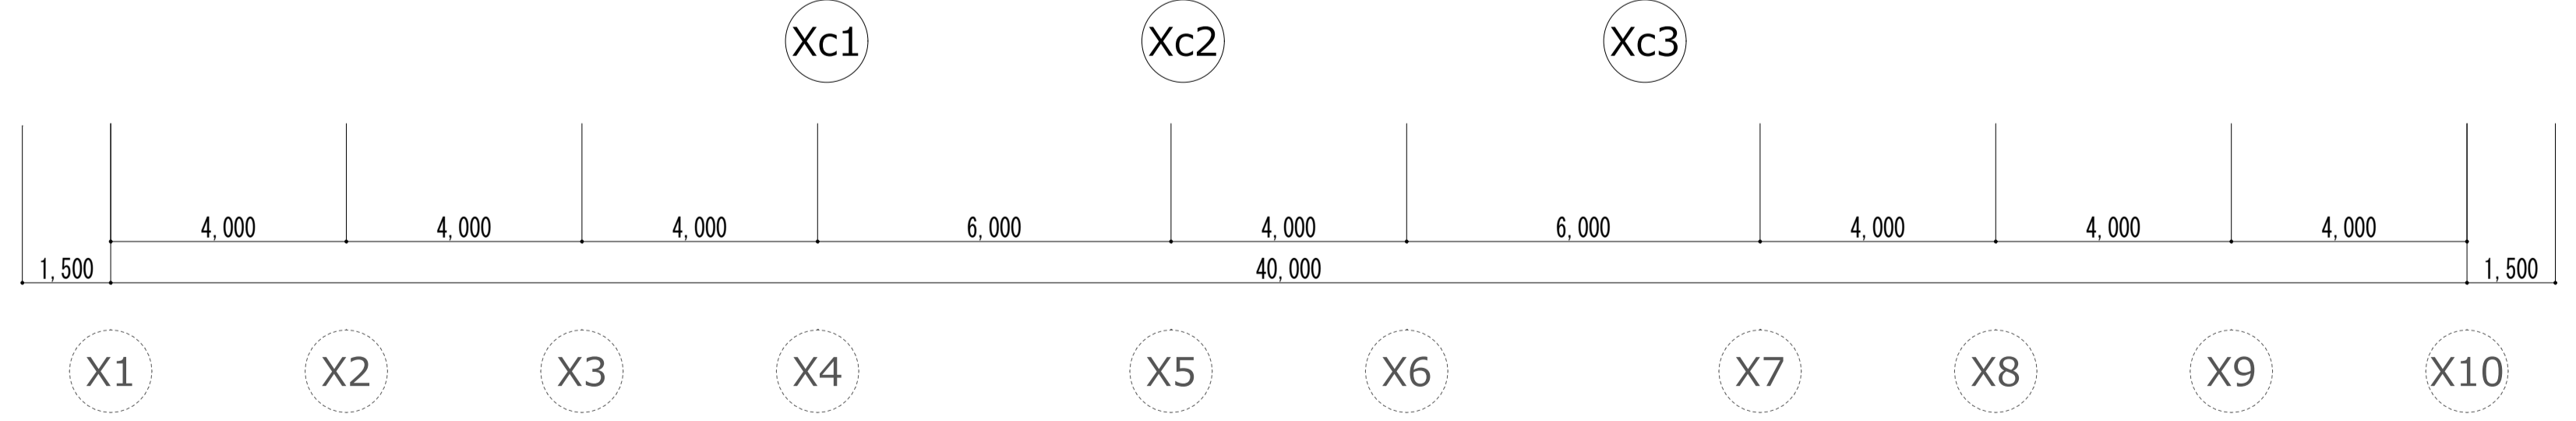 Xc1 Xc2 Xc3
4,000 4,000 4,000 6,000 4,000 6,000 4,000 4,000 4,000
1,500 40,000 1,500
X1 X2 X3 X4 X5 X6 X7 X8 X9 X10